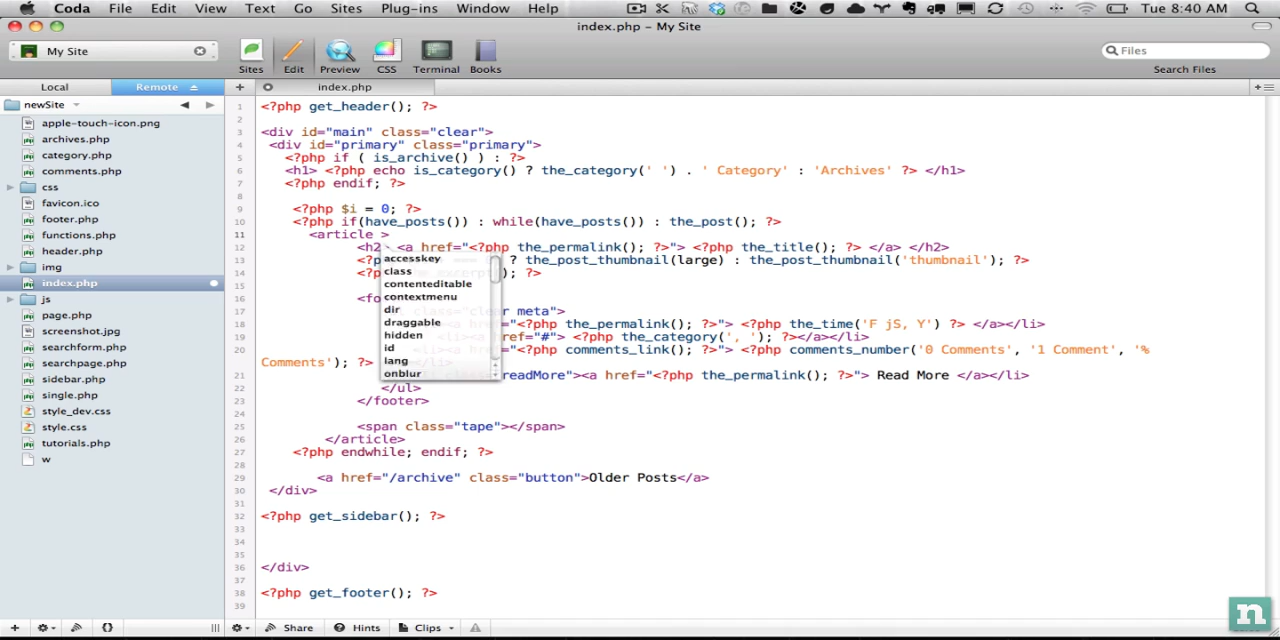 Coda File Edit View Text Go Sites Plug-ins Window Help Tue 8:40 AM
index.php – My Site
My Site
Sites Edit Preview CSS Terminal Books
Files
Search Files
Local Remote
index.php
newSite
apple-touch-icon.png
archives.php
category.php
comments.php
css
favicon.ico
footer.php
functions.php
header.php
img
index.php
js
page.php
screenshot.jpg
searchform.php
searchpage.php
sidebar.php
single.php
style_dev.css
style.css
tutorials.php
w
1 <?php get_header(); ?>
2
3 <div id="main" class="clear">
4 <div id="primary" class="primary">
5 <?php if ( is_archive() ) : ?>
6 <h1> <?php echo is_category() ? the_category(' ') . ' Category' : 'Archives' ?> </h1>
7 <?php endif; ?>
8
9 <?php $i = 0; ?>
10 <?php if(have_posts()) : while(have_posts()) : the_post(); ?>
11 <article >
12 <h2> <a href="<?php the_permalink(); ?>"> <?php the_title(); ?> </a> </h2>
13 <? ? the_post_thumbnail(large) : the_post_thumbnail('thumbnail'); ?>
14 <? ); ?>
15
16 <fo
17 meta">
18 <?php the_permalink(); ?>"> <?php the_time('F jS, Y') ?> </a></li>
19 ="#"> <?php the_category(', '); ?></a></li>
20 "<?php comments_link(); ?>"> <?php comments_number('0 Comments', '1 Comment', '%
Comments'); ?>
21 readMore"><a href="<?php the_permalink(); ?>"> Read More </a></li>
22 </ul>
23 </footer>
24
25 <span class="tape"></span>
26 </article>
27 <?php endwhile; endif; ?>
28
29 <a href="/archive" class="button">Older Posts</a>
30 </div>
31
32 <?php get_sidebar(); ?>
33
34
35
36 </div>
37
38 <?php get_footer(); ?>
39
accesskey
class
contenteditable
contextmenu
dir
draggable
hidden
id
lang
onblur
Share Hints Clips
n